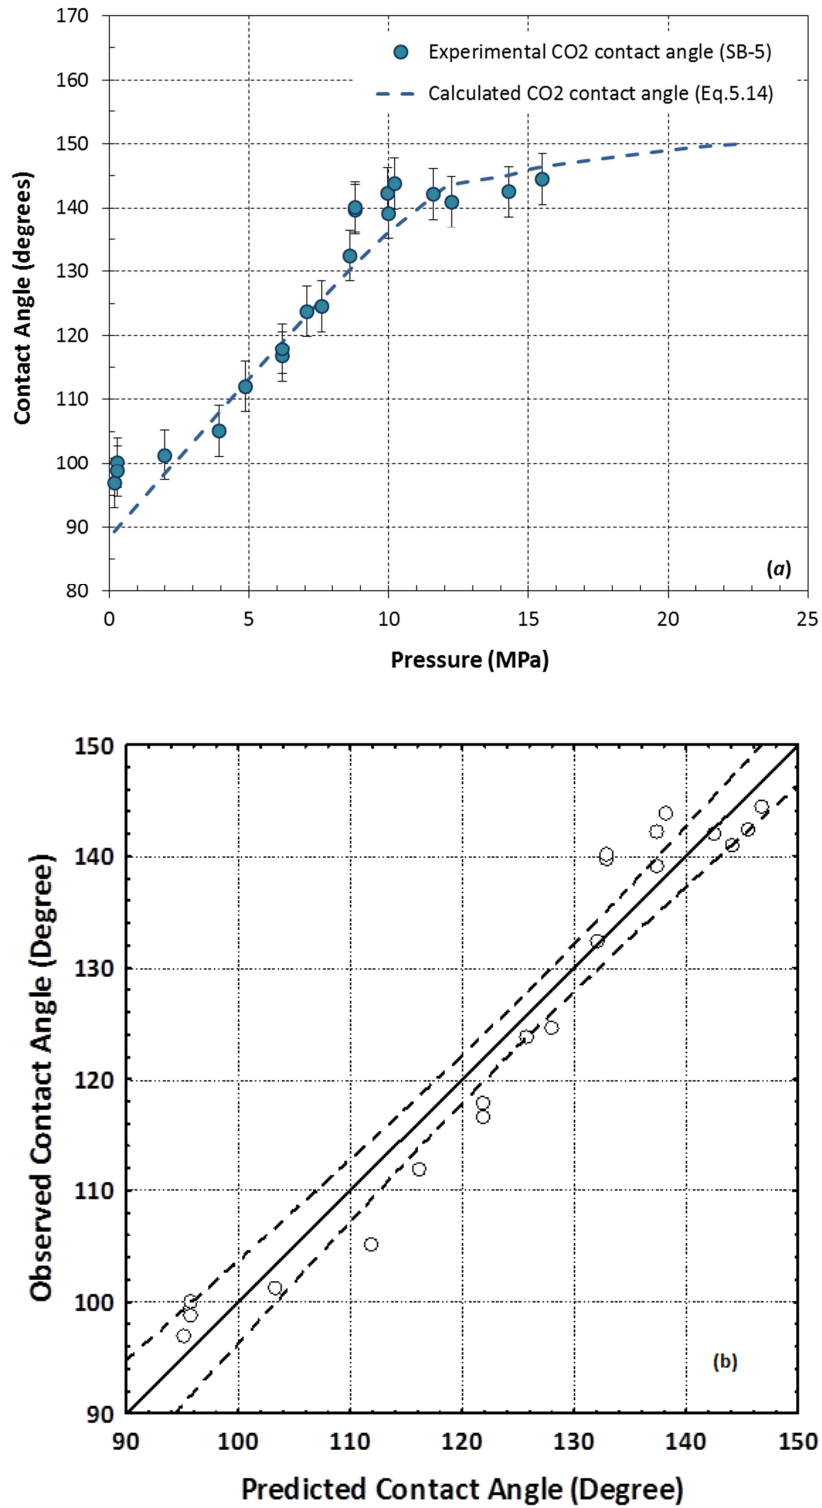 170
160
150
140
130
120
110
100
90
80
Contact Angle (degrees)
Experimental CO2 contact angle (SB-5)
Calculated CO2 contact angle (Eq.5.14)
(a)
0 5 10 15 20 25
Pressure (MPa)
150
140
130
120
110
100
90
Observed Contact Angle (Degree)
(b)
90 100 110 120 130 140 150
Predicted Contact Angle (Degree)